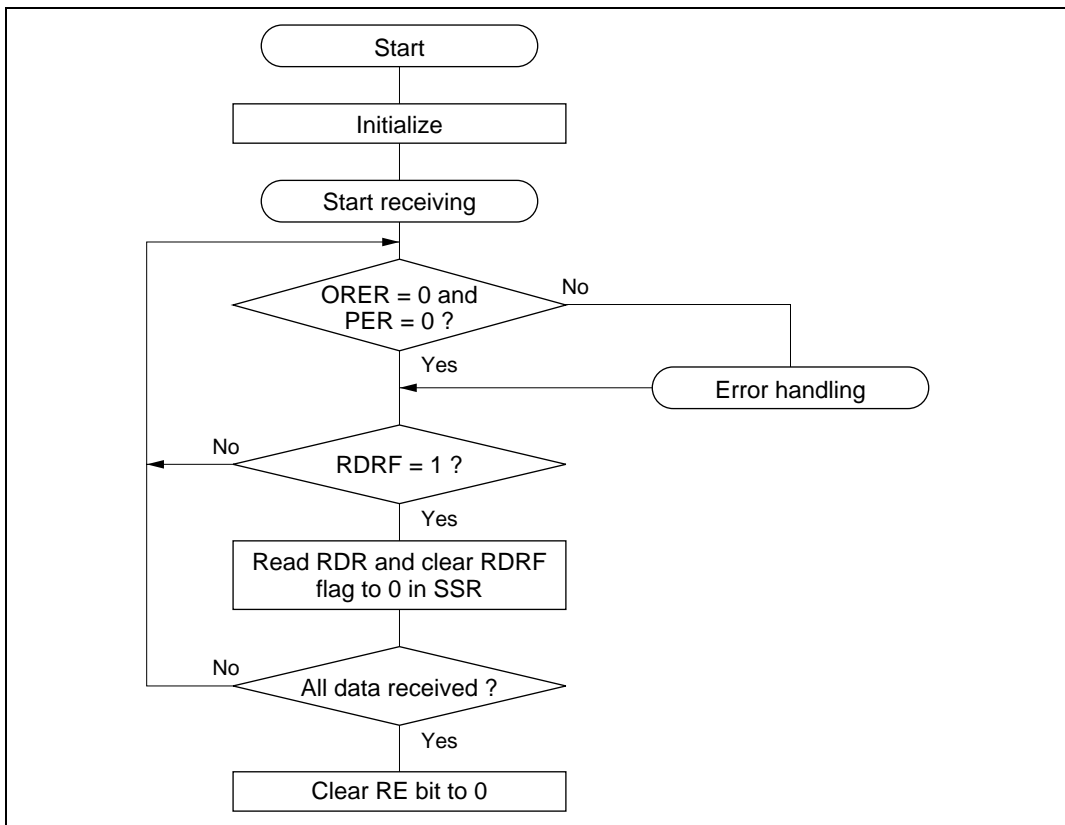 Start
Initialize
Start receiving
ORER = 0 and
PER = 0 ?
No
Yes
Error handling
No
RDRF = 1 ?
Yes
Read RDR and clear RDRF
flag to 0 in SSR
No
All data received ?
Yes
Clear RE bit to 0